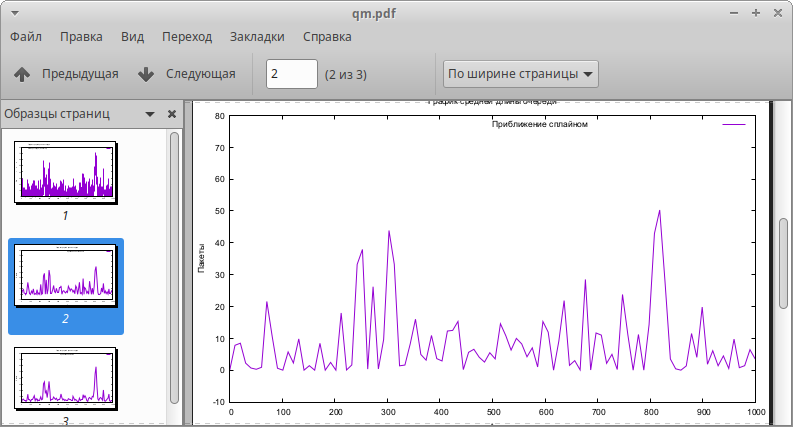 qm.pdf
Файл Правка Вид Переход Закладки Справка
Предыдущая Следующая 2 (2 из 3) По ширине страницы
Образцы страниц
1
2
3
График средней длины очереди
Приближение сплайном
Пакеты
80
70
60
50
40
30
20
10
0
-10
0 100 200 300 400 500 600 700 800 900 1000